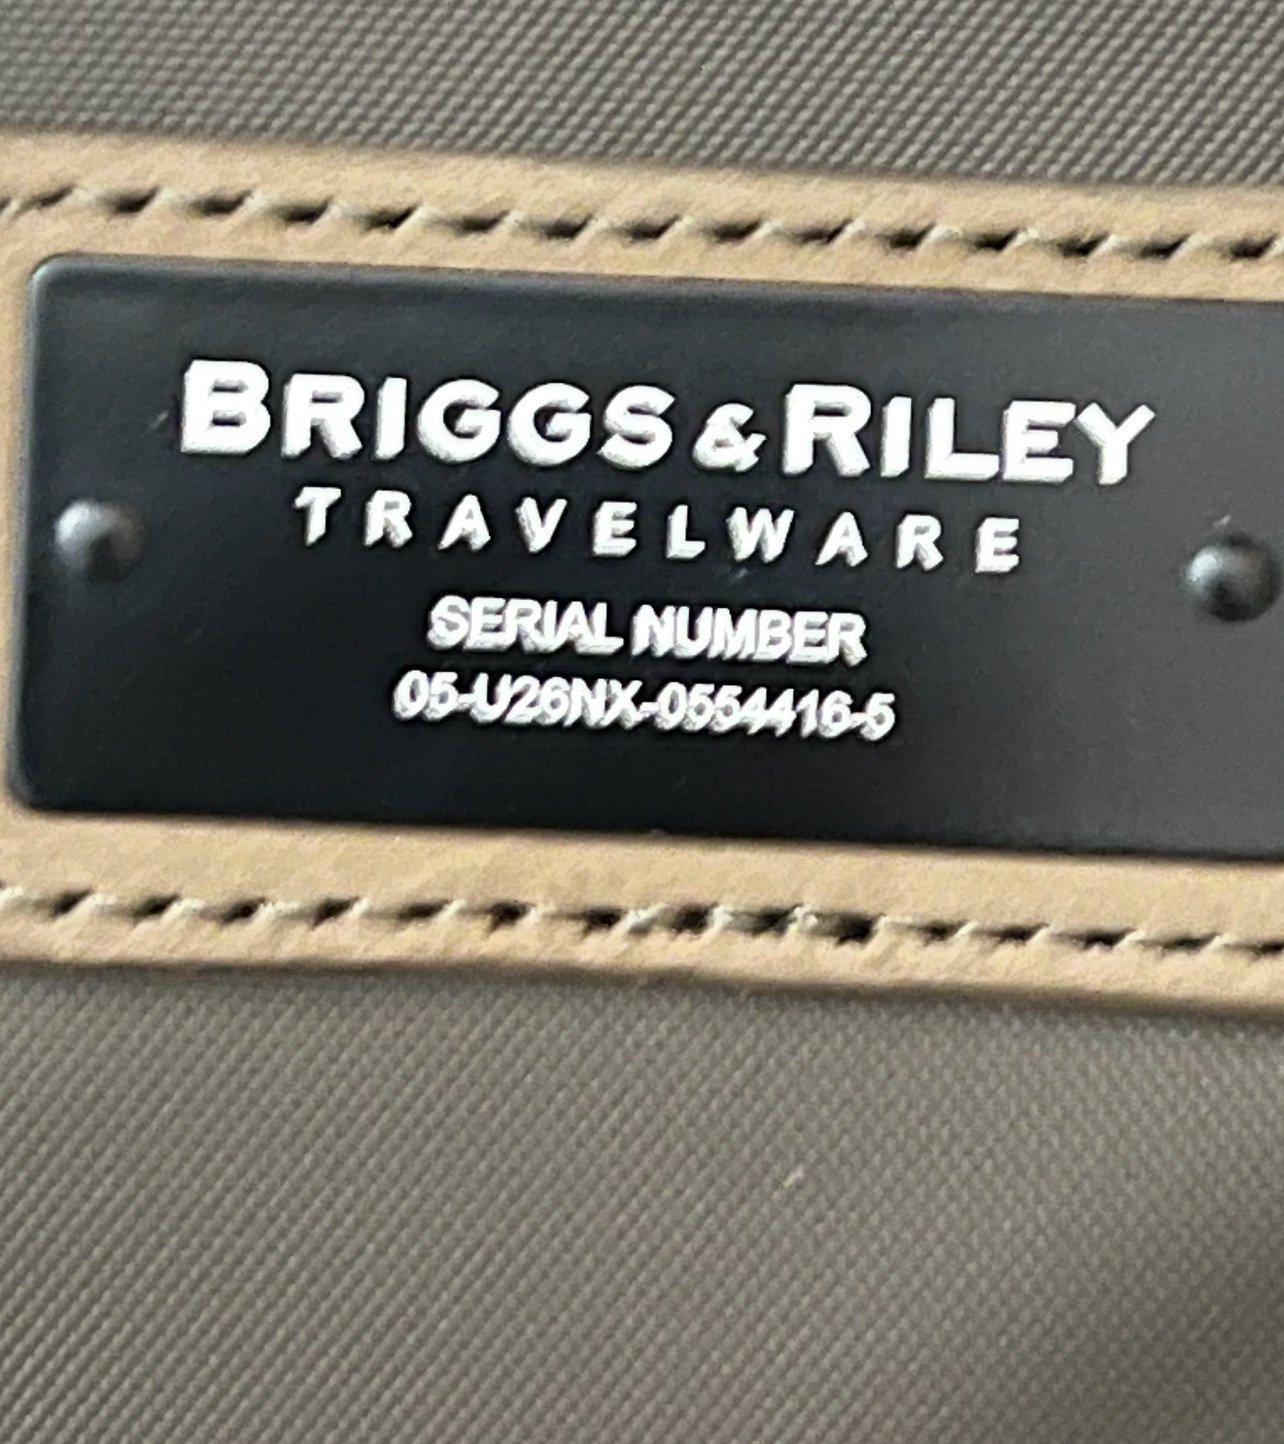 BRIGGS & RILEY
TRAVELWARE
SERIAL NUMBER
05-U26NX-0554416-5